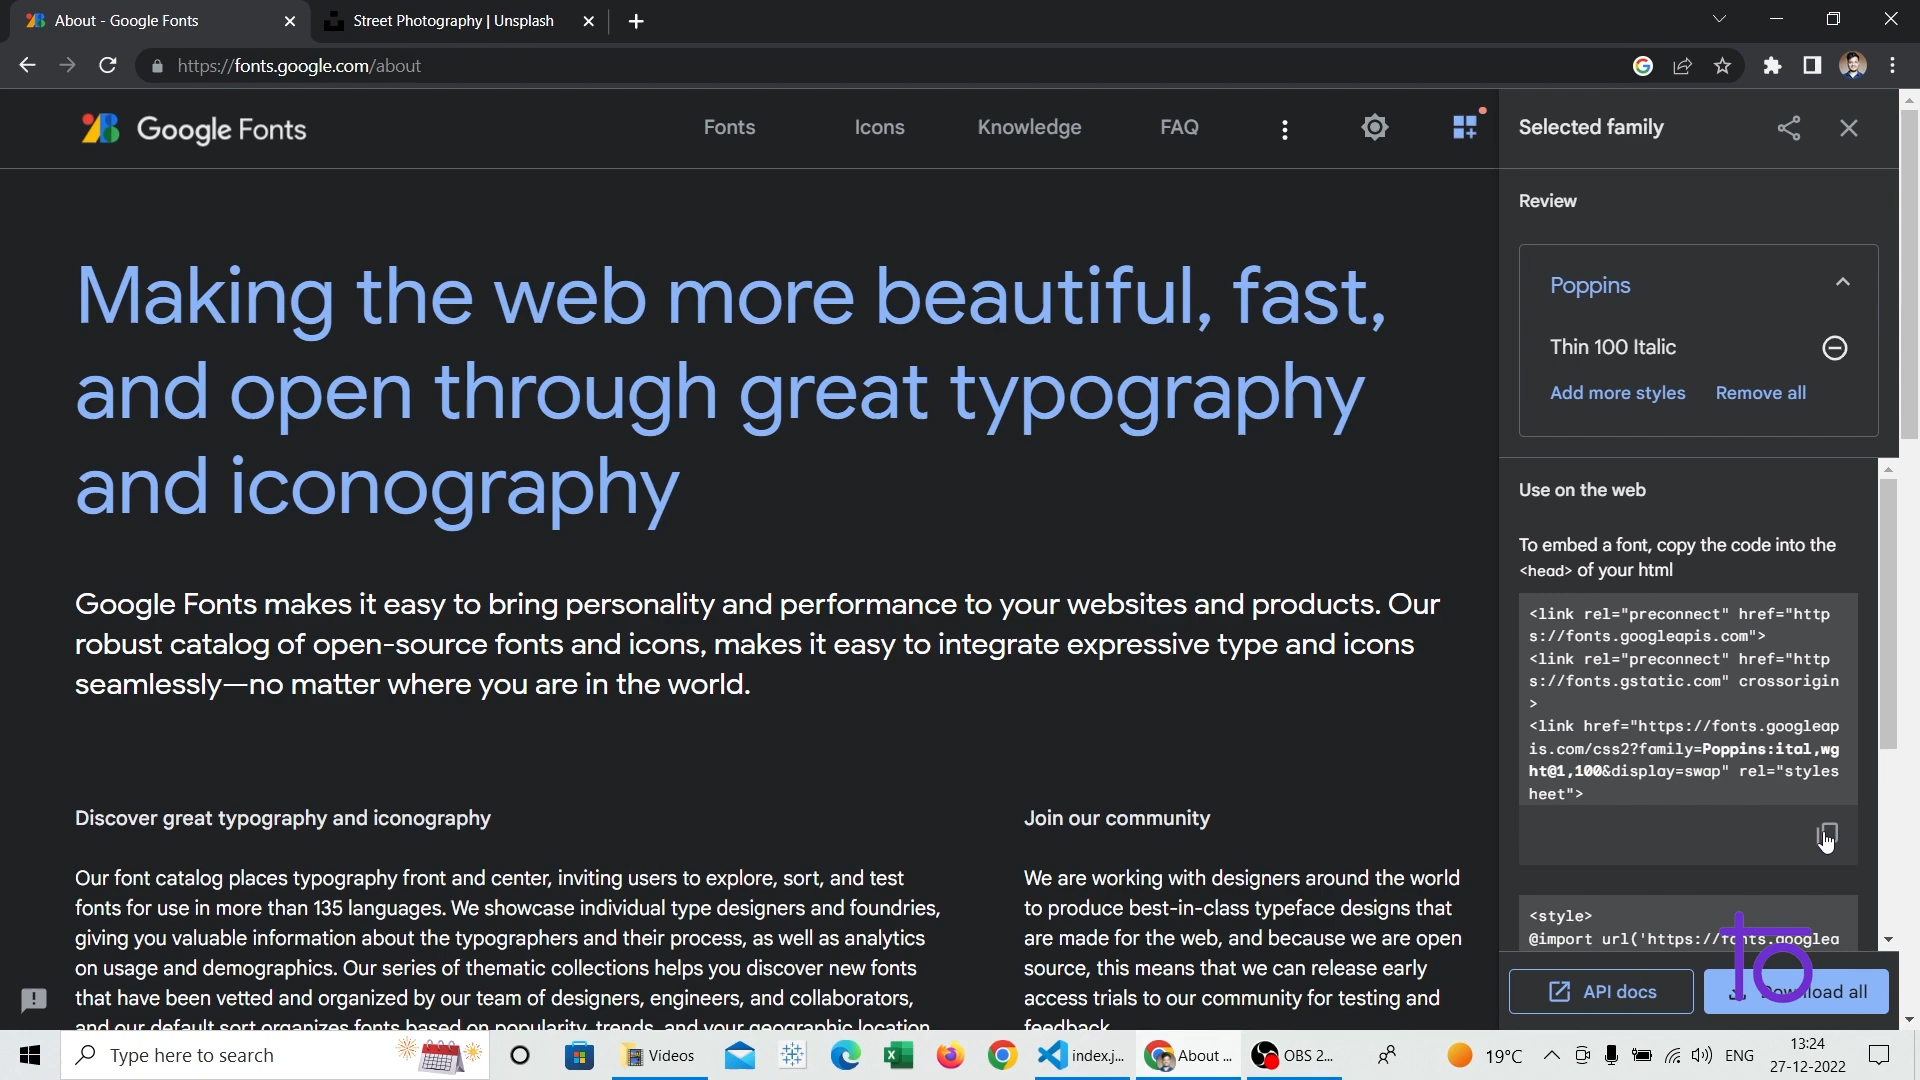 About - Google Fonts
Street Photography | Unsplash
https://fonts.google.com/about
Google Fonts
Fonts
Icons
Knowledge
FAQ
Selected family
Review
Poppins
Thin 100 Italic
Add more styles
Remove all
Making the web more beautiful, fast,
and open through great typography
and iconography
Google Fonts makes it easy to bring personality and performance to your websites and products. Our
robust catalog of open-source fonts and icons, makes it easy to integrate expressive type and icons
seamlessly—no matter where you are in the world.
Discover great typography and iconography
Our font catalog places typography front and center, inviting users to explore, sort, and test
fonts for use in more than 135 languages. We showcase individual type designers and foundries,
giving you valuable information about the typographers and their process, as well as analytics
on usage and demographics. Our series of thematic collections helps you discover new fonts
that have been vetted and organized by our team of designers, engineers, and collaborators,
and our default sort organizes fonts based on popularity, trends, and your geographic location.
Join our community
We are working with designers around the world
to produce best-in-class typeface designs that
are made for the web, and because we are open
source, this means that we can release early
access trials to our community for testing and
feedback.
Use on the web
To embed a font, copy the code into the
<head> of your html
<link rel="preconnect" href="http
s://fonts.googleapis.com">
<link rel="preconnect" href="http
s://fonts.gstatic.com" crossorigin
>
<link href="https://fonts.googleap
is.com/css2?family=Poppins:ital,wg
ht@1,100&display=swap" rel="styles
heet">
<style>
@import url('https://fonts.googlea
API docs
Download all
Type here to search
Videos
index.j...
About ...
OBS 2...
19°C
ENG
13:24
27-12-2022